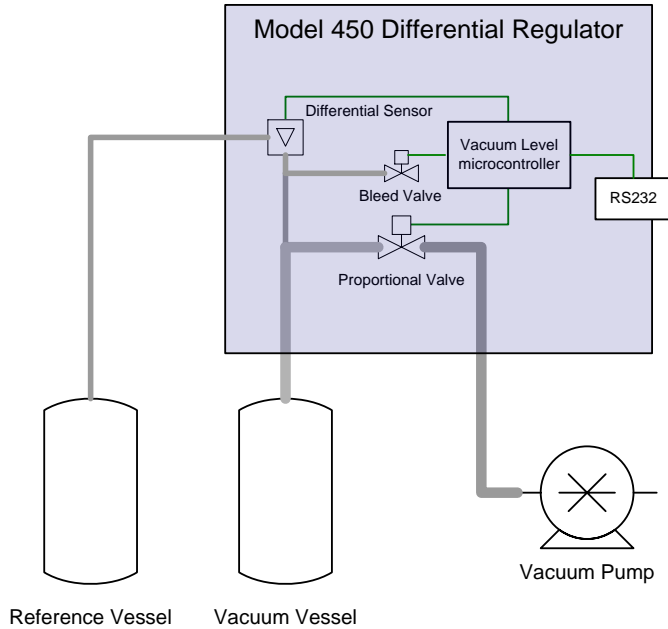 Model 450 Differential Regulator
Differential Sensor
Vacuum Level
microcontroller
Bleed Valve
RS232
Proportional Valve
Vacuum Pump
Reference Vessel
Vacuum Vessel